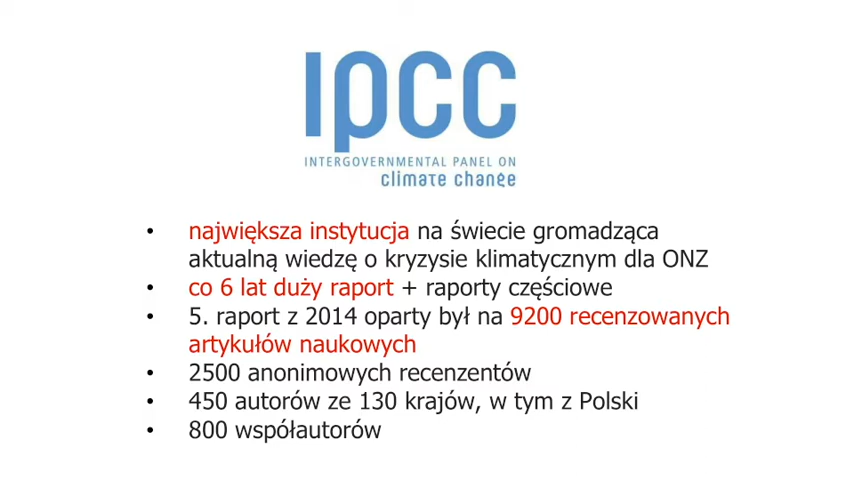 ipcc
INTERGOVERNMENTAL PANEL ON
climate change
• największa instytucja na świecie gromadząca
aktualną wiedzę o kryzysie klimatycznym dla ONZ
• co 6 lat duży raport + raporty częściowe
• 5. raport z 2014 oparty był na 9200 recenzowanych
artykułów naukowych
• 2500 anonimowych recenzentów
• 450 autorów ze 130 krajów, w tym z Polski
• 800 współautorów